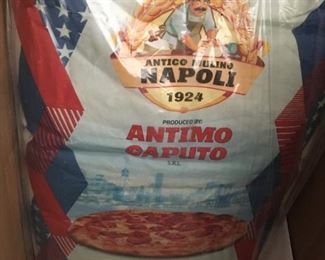 ANTICO MULINO
NAPOLI
1924
PRODUCED BY:
ANTIMO
CAPUTO
S.R.L.